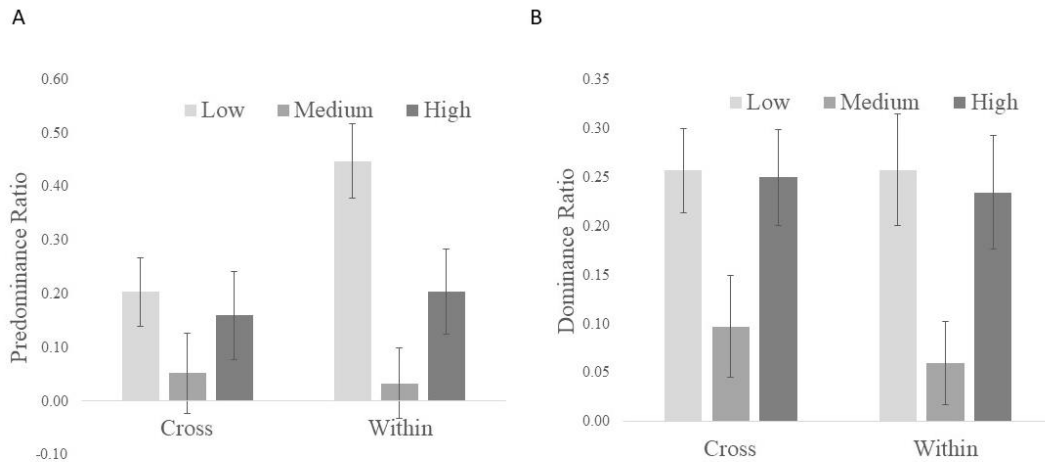 A
Predominance Ratio
0.60
0.50
0.40
0.30
0.20
0.10
0.00
-0.10
Low Medium High
Cross Within
B
Dominance Ratio
0.35
0.30
0.25
0.20
0.15
0.10
0.05
0.00
Low Medium High
Cross Within